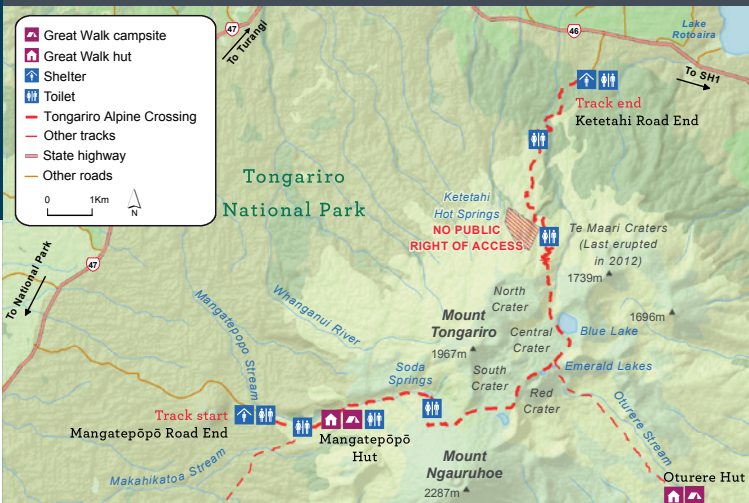 Great Walk campsite
Great Walk hut
Shelter
Toilet
Tongariro Alpine Crossing
Other tracks
State highway
Other roads
0 1Km
N
47
To Turangi
46
Lake
Rotoaira
To SH1
Track end
Ketetahi Road End
Tongariro
National Park
Ketetahi
Hot Springs
NO PUBLIC
RIGHT OF ACCESS
Te Maari Craters
(Last erupted
in 2012)
1739m
47
To National Park
Mangatepopo Stream
Whanganui River
North
Crater
Mount
Tongariro
1967m
Central
Crater
Blue Lake
1696m
Emerald Lakes
Soda
Springs
South
Crater
Red
Crater
Oturere Stream
Track start
Mangatepōpō Road End
Mangatepōpō
Hut
Makahikatoa Stream
Mount
Ngauruhoe
2287m
Oturere Hut